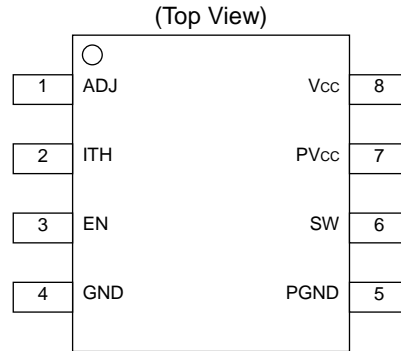 (Top View)
1 ADJ Vcc 8
2 ITH PVcc 7
3 EN SW 6
4 GND PGND 5